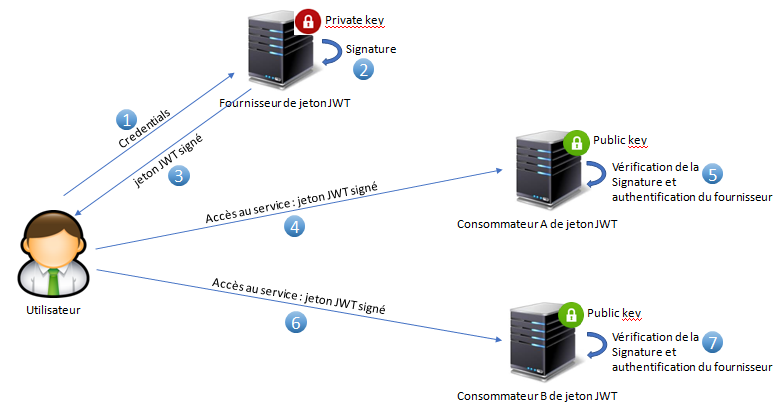 Private key
Signature
2
Fournisseur de jeton JWT
1
Credentials
jeton JWT signé
3
Public key
Vérification de la
Signature et
authentification du fournisseur
5
Accès au service : jeton JWT signé
4
Consommateur A de jeton JWT
Utilisateur
Accès au service : jeton JWT signé
6
Public key
Vérification de la
Signature et
authentification du fournisseur
7
Consommateur B de jeton JWT